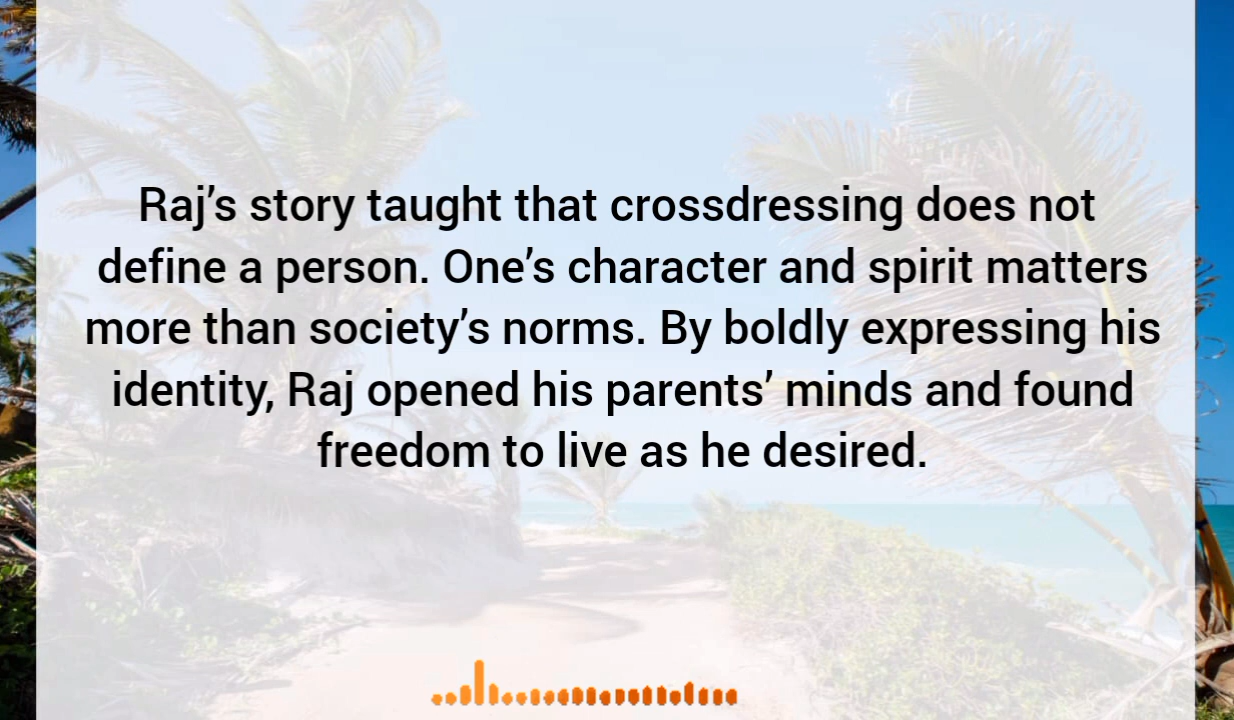 Raj’s story taught that crossdressing does not
define a person. One’s character and spirit matters
more than society’s norms. By boldly expressing his
identity, Raj opened his parents’ minds and found
freedom to live as he desired.